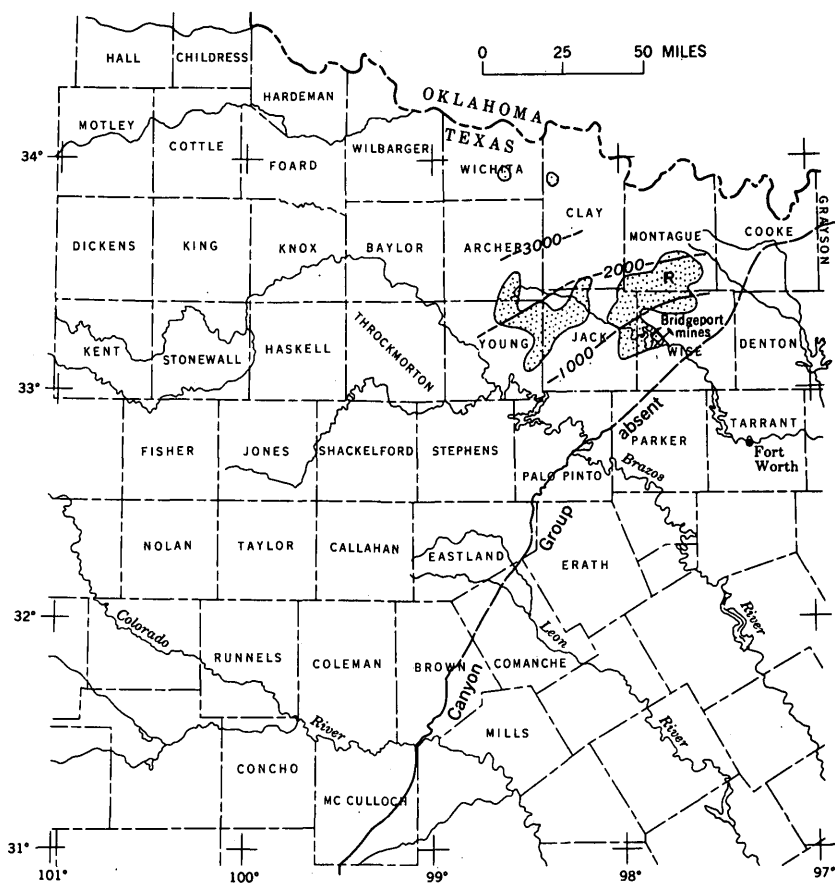 0 25 50 MILES
HALL
CHILDRESS
HARDEMAN
OKLAHOMA
TEXAS
MOTLEY
COTTLE
FOARD
WILBARGER
WICHITA
34°
CLAY
MONTAGUE
COOKE
GRAYSON
DICKENS
KING
KNOX
BAYLOR
ARCHER
3000
2000
R
KENT
STONEWALL
HASKELL
THROCKMORTON
YOUNG
JACK
Bridgeport
mines
WISE
DENTON
1000
33°
FISHER
JONES
SHACKELFORD
STEPHENS
PALO PINTO
PARKER
TARRANT
Fort
Worth
absent
Brazos
River
NOLAN
TAYLOR
CALLAHAN
EASTLAND
Group
ERATH
32°
Colorado
River
RUNNELS
COLEMAN
BROWN
COMANCHE
Leon
River
Canyon
MILLS
CONCHO
MC CULLOCH
31°
101° 100° 99° 98° 97°